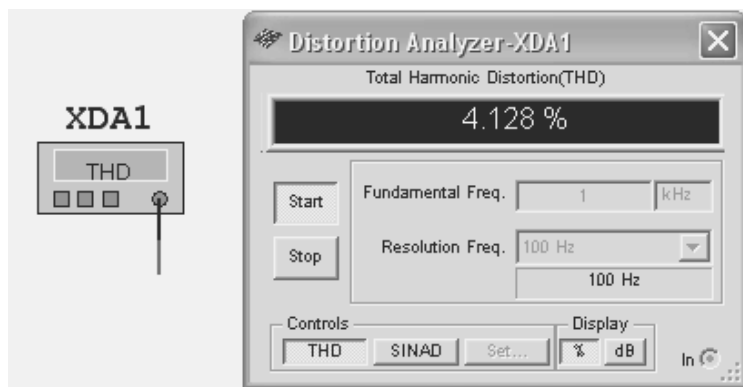 XDA1
THD
Distortion Analyzer-XDA1
Total Harmonic Distortion(THD)
4.128 %
Start
Stop
Fundamental Freq. 1 kHz
Resolution Freq. 100 Hz
100 Hz
Controls
THD SINAD Set...
Display
% dB
In